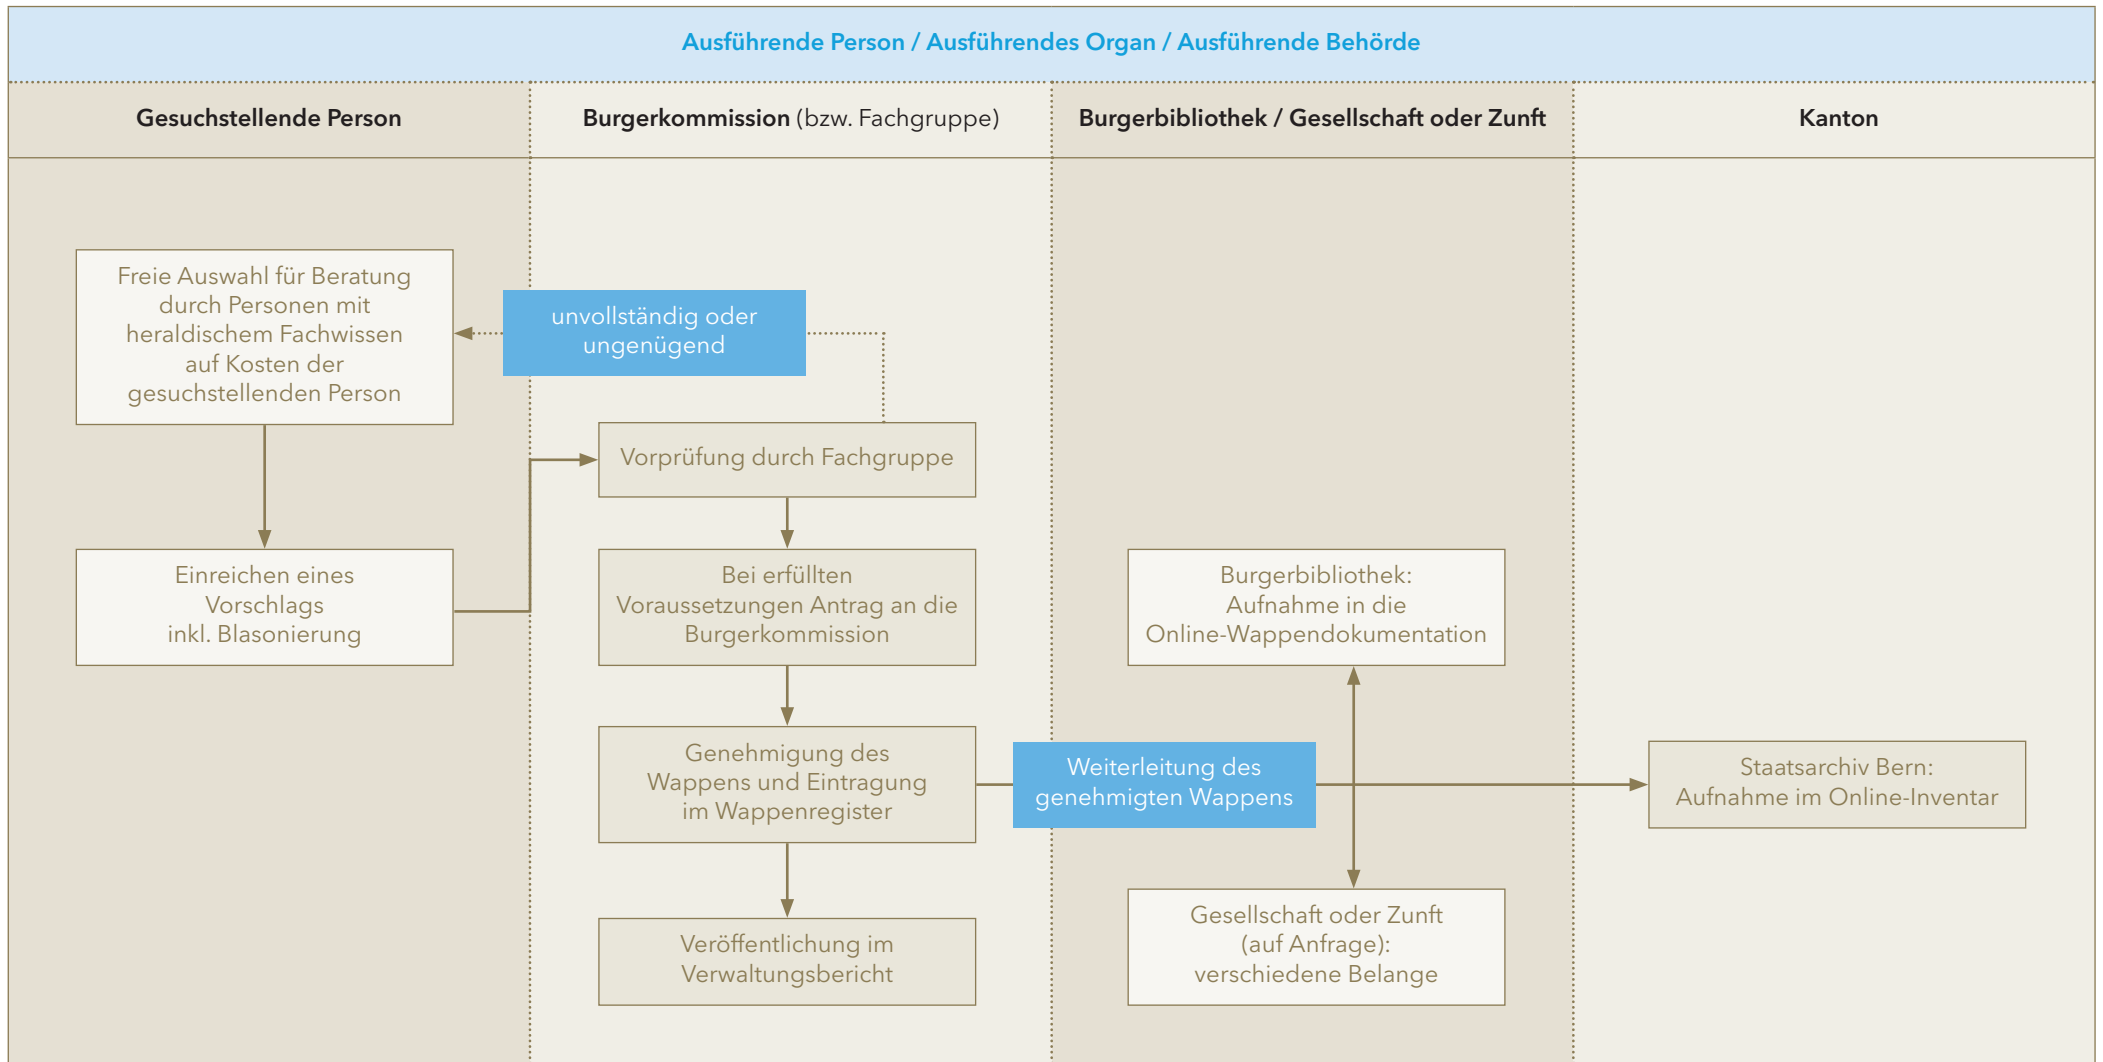 Ausführende Person / Ausführendes Organ / Ausführende Behörde
Gesuchstellende Person
Burgerkommission (bzw. Fachgruppe)
Burgerbibliothek / Gesellschaft oder Zunft
Kanton
Freie Auswahl für Beratung
durch Personen mit
heraldischem Fachwissen
auf Kosten der
gesuchstellenden Person
unvollständig oder
ungenügend
Vorprüfung durch Fachgruppe
Einreichen eines
Vorschlags
inkl. Blasonierung
Bei erfüllten
Voraussetzungen Antrag an die
Burgerkommission
Burgerbibliothek:
Aufnahme in die
Online-Wappendokumentation
Genehmigung des
Wappens und Eintragung
im Wappenregister
Weiterleitung des
genehmigten Wappens
Staatsarchiv Bern:
Aufnahme im Online-Inventar
Veröffentlichung im
Verwaltungsbericht
Gesellschaft oder Zunft
(auf Anfrage):
verschiedene Belange